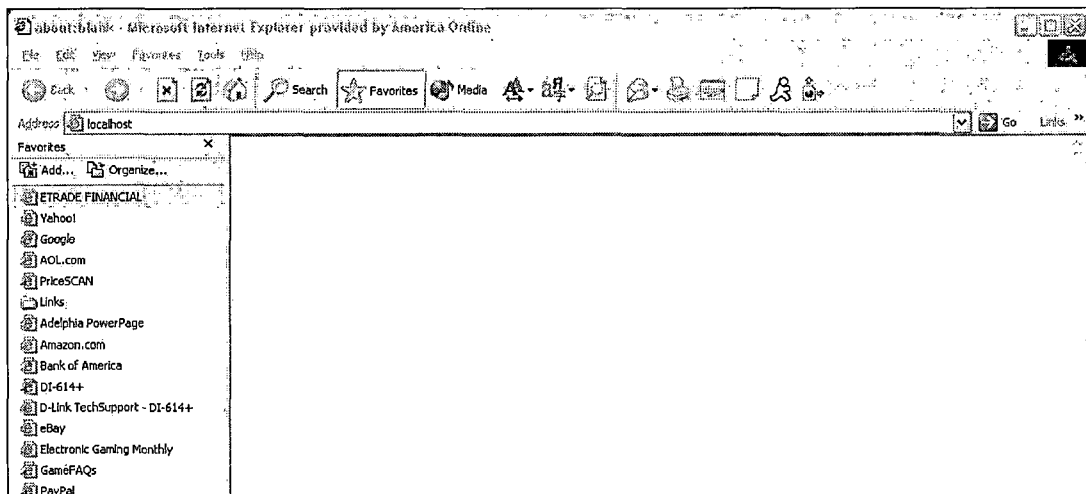 about:blank - Microsoft Internet Explorer provided by America Online
File Edit View Favorites Tools Help
Back Search Favorites Media
Address localhost Go Links »
Favorites x
Add... Organize...
ETRADE FINANCIAL
Yahoo!
Google
AOL.com
PriceSCAN
Links
Adelphia PowerPage
Amazon.com
Bank of America
DI-614+
D-Link TechSupport - DI-614+
eBay
Electronic Gaming Monthly
GameFAQs
PayPal